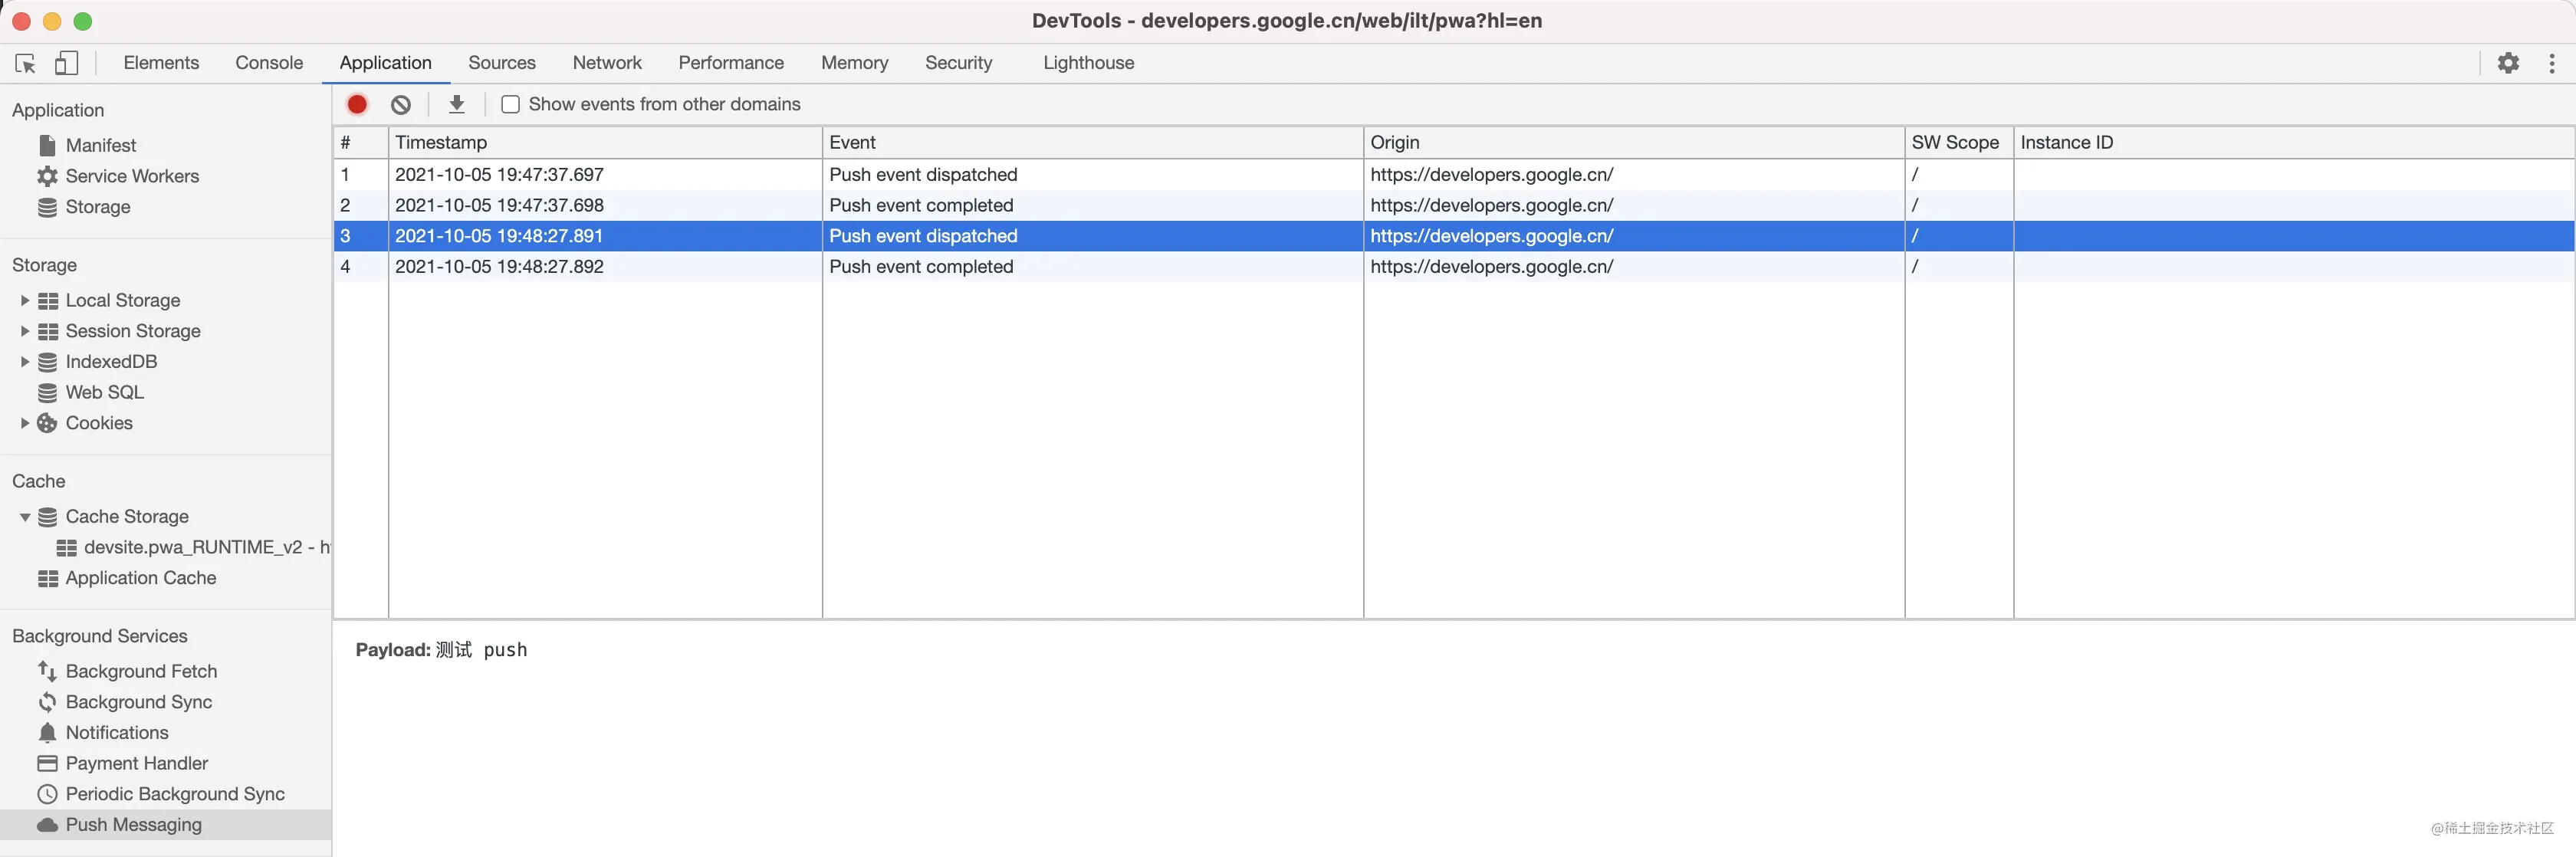 DevTools - developers.google.cn/web/ilt/pwa?hl=en
Elements Console Application Sources Network Performance Memory Security Lighthouse
Application
Manifest
Service Workers
Storage
Storage
Local Storage
Session Storage
IndexedDB
Web SQL
Cookies
Cache
Cache Storage
devsite.pwa_RUNTIME_v2 - h
Application Cache
Background Services
Background Fetch
Background Sync
Notifications
Payment Handler
Periodic Background Sync
Push Messaging
Show events from other domains
# Timestamp Event Origin SW Scope Instance ID
1 2021-10-05 19:47:37.697 Push event dispatched https://developers.google.cn/ /
2 2021-10-05 19:47:37.698 Push event completed https://developers.google.cn/ /
3 2021-10-05 19:48:27.891 Push event dispatched https://developers.google.cn/ /
4 2021-10-05 19:48:27.892 Push event completed https://developers.google.cn/ /
Payload: 测试 push
@稀土掘金技术社区